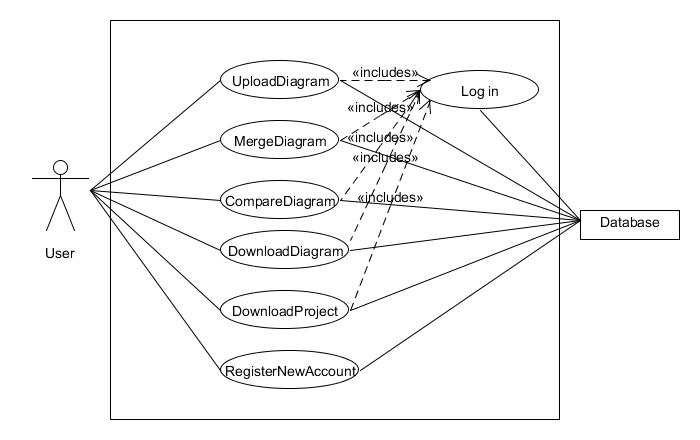 «includes»
UploadDiagram
Log in
«includes»
MergeDiagram
«includes»
«includes»
CompareDiagram
«includes»
Database
DownloadDiagram
User
DownloadProject
RegisterNewAccount